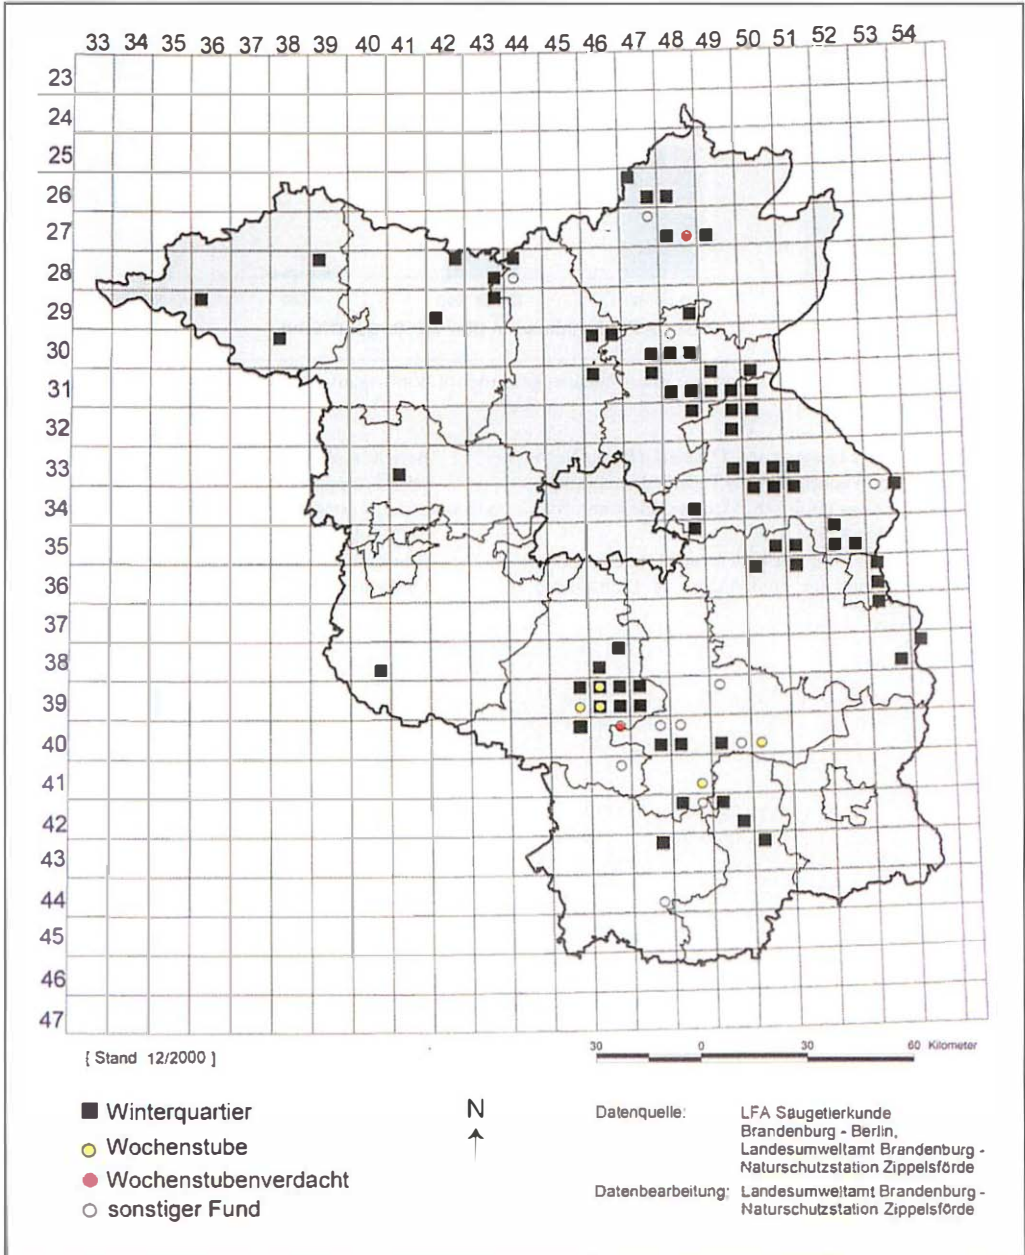 33 34 35 36 37 38 39 40 41 42 43 44 45 46 47 48 49 50 51 52 53 54
23
24
25
26
27
28
29
30
31
32
33
34
35
36
37
38
39
40
41
42
43
44
45
46
47
[ Stand 12/2000 ]
30 0 30 60 Kilometer
Winterquartier
Wochenstube
Wochenstubenverdacht
sonstiger Fund
N
Datenquelle: LFA Säugetierkunde
Brandenburg - Berlin,
Landesumweltamt Brandenburg -
Naturschutzstation Zippelsförde
Datenbearbeitung: Landesumweltamt Brandenburg -
Naturschutzstation Zippelsförde